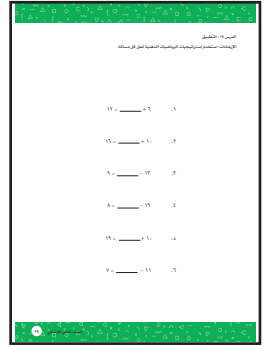 الدرس ١٩: التطبيق
الإرشادات: استخدم إستراتيجيات الرياضيات الذهنية لحل كل مسألة.
١. ٦ + ____ = ١٢
٢. ١٠ + ____ = ١٦
٣. ١٣ − ____ = ٩
٤. ١٩ − ____ = ٨
٥. ١٠ + ____ = ١٩
٦. ١١ − ____ = ٧